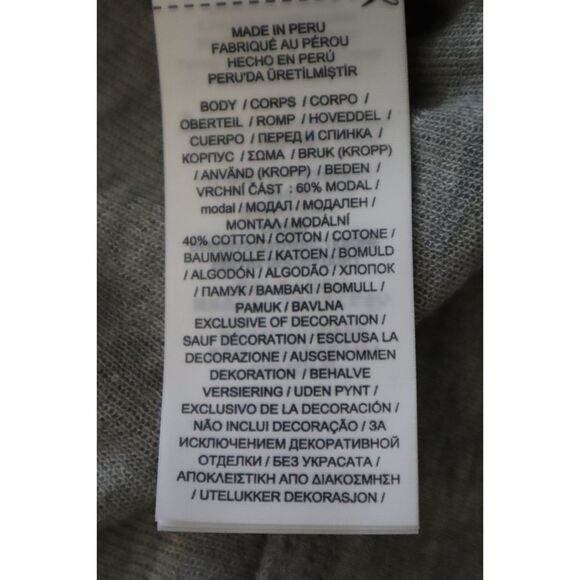 MADE IN PERU
FABRIQUÉ AU PÉROU
HECHO EN PERÚ
PERU'DA ÜRETİLMİŞTİR
BODY / CORPS / CORPO /
OBERTEIL / ROMP / HOVEDDEL /
CUERPO / ПЕРЕД И СПИНКА /
КОРПУС / ΣΩΜΑ / BRUK (KROPP)
/ ANVÄND (KROPP) / BEDEN /
VRCHNÍ ČÁST : 60% MODAL /
modal / МОДАЛ / МОДАЛЕН /
ΜΟΝΤΑΛ / MODÁLNÍ
40% COTTON / COTON / COTONE /
BAUMWOLLE / KATOEN / BOMULD
/ ALGODÓN / ALGODÃO / ХЛОПОК
/ ПАМУК / ΒΑΜΒΑΚΙ / BOMULL /
PAMUK / BAVLNA
EXCLUSIVE OF DECORATION /
SAUF DÉCORATION / ESCLUSA LA
DECORAZIONE / AUSGENOMMEN
DEKORATION / BEHALVE
VERSIERING / UDEN PYNT /
EXCLUSIVO DE LA DECORACIÓN /
NÃO INCLUI DECORAÇÃO / ЗА
ИСКЛЮЧЕНИЕМ ДЕКОРАТИВНОЙ
ОТДЕЛКИ / БЕЗ УКРАСАТА /
ΑΠΟΚΛΕΙΣΤΙΚΗ ΑΠΟ ΔΙΑΚΟΣΜΗΣΗ
/ UTELUKKER DEKORASJON /